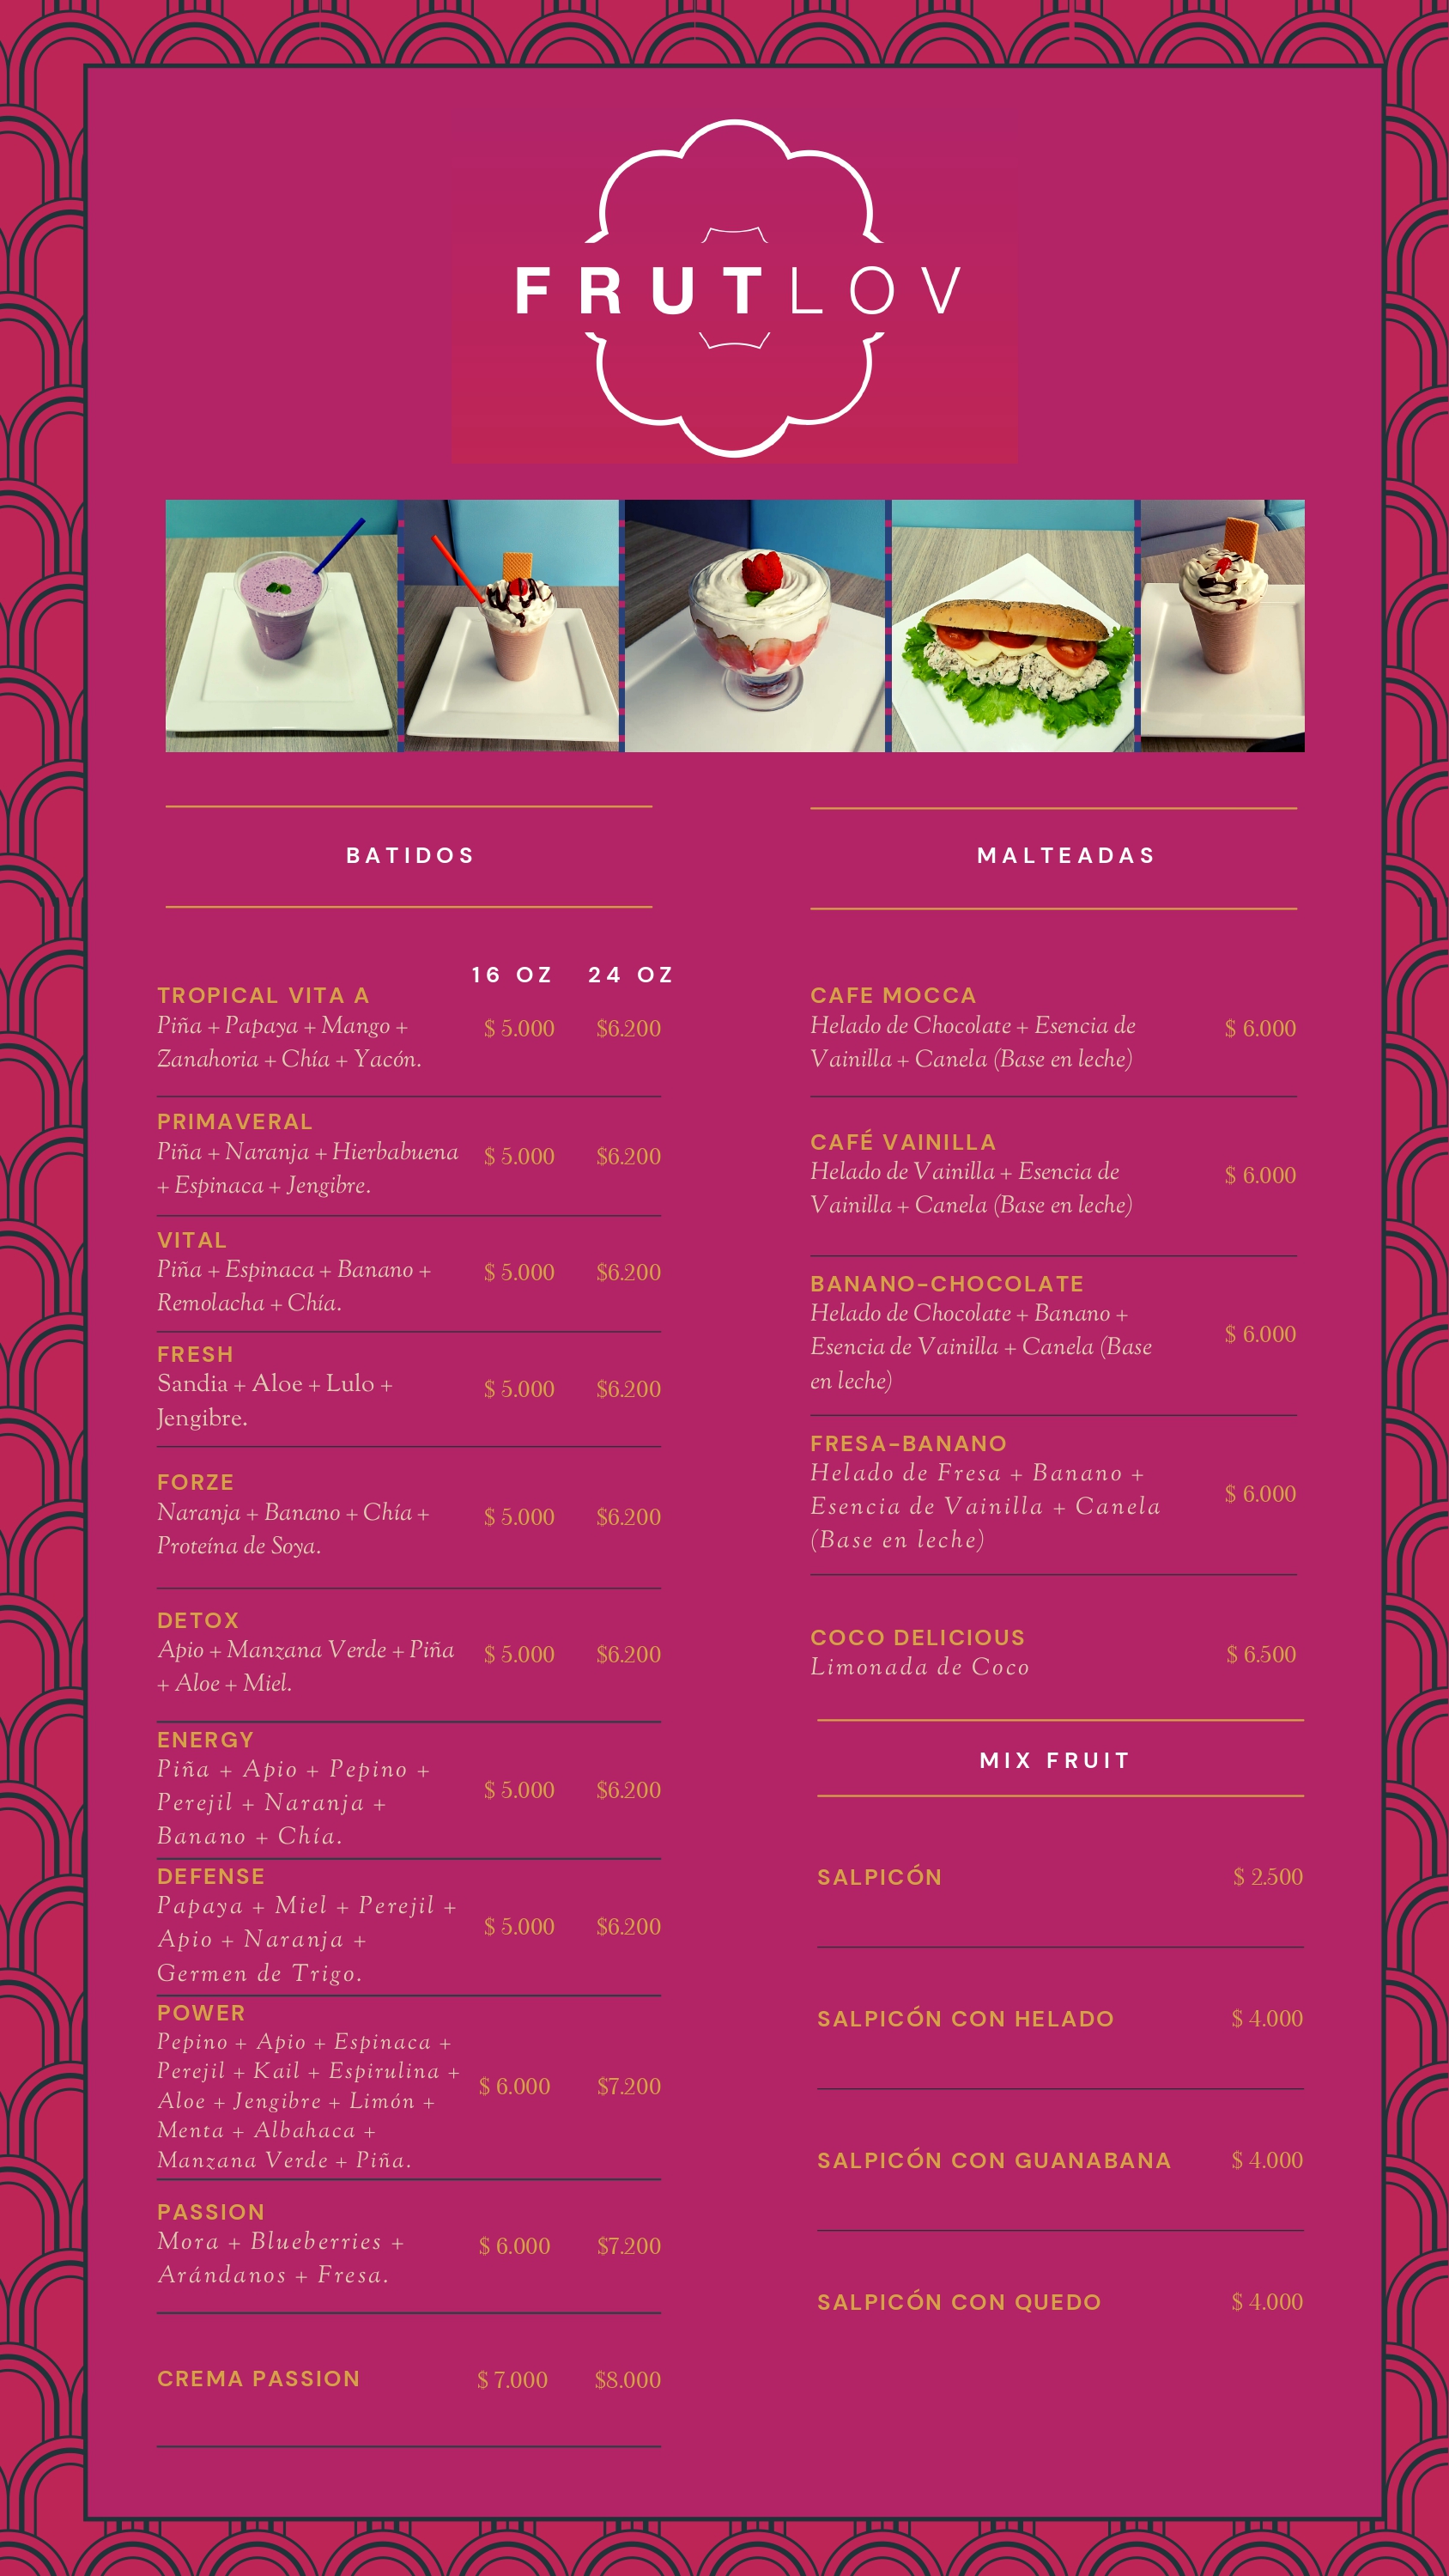 FRUTLOV
BATIDOS
16 OZ 24 OZ
TROPICAL VITA A
Piña + Papaya + Mango + $ 5.000 $6.200
Zanahoria + Chía + Yacón.
PRIMAVERAL
Piña + Naranja + Hierbabuena $ 5.000 $6.200
+ Espinaca + Jengibre.
VITAL
Piña + Espinaca + Banano + $ 5.000 $6.200
Remolacha + Chía.
FRESH
Sandia + Aloe + Lulo + $ 5.000 $6.200
Jengibre.
FORZE
Naranja + Banano + Chía + $ 5.000 $6.200
Proteína de Soya.
DETOX
Apio + Manzana Verde + Piña $ 5.000 $6.200
+ Aloe + Miel.
ENERGY
Piña + Apio + Pepino +
Perejil + Naranja + $ 5.000 $6.200
Banano + Chía.
DEFENSE
Papaya + Miel + Perejil +
Apio + Naranja + $ 5.000 $6.200
Germen de Trigo.
POWER
Pepino + Apio + Espinaca +
Perejil + Kail + Espirulina +
Aloe + Jengibre + Limón + $ 6.000 $7.200
Menta + Albahaca +
Manzana Verde + Piña.
PASSION
Mora + Blueberries + $ 6.000 $7.200
Arándanos + Fresa.
CREMA PASSION $ 7.000 $8.000
MALTEADAS
CAFE MOCCA
Helado de Chocolate + Esencia de $ 6.000
Vainilla + Canela (Base en leche)
CAFÉ VAINILLA
Helado de Vainilla + Esencia de $ 6.000
Vainilla + Canela (Base en leche)
BANANO-CHOCOLATE
Helado de Chocolate + Banano +
Esencia de Vainilla + Canela (Base $ 6.000
en leche)
FRESA-BANANO
Helado de Fresa + Banano +
Esencia de Vainilla + Canela $ 6.000
(Base en leche)
COCO DELICIOUS
Limonada de Coco $ 6.500
MIX FRUIT
SALPICÓN $ 2.500
SALPICÓN CON HELADO $ 4.000
SALPICÓN CON GUANABANA $ 4.000
SALPICÓN CON QUEDO $ 4.000